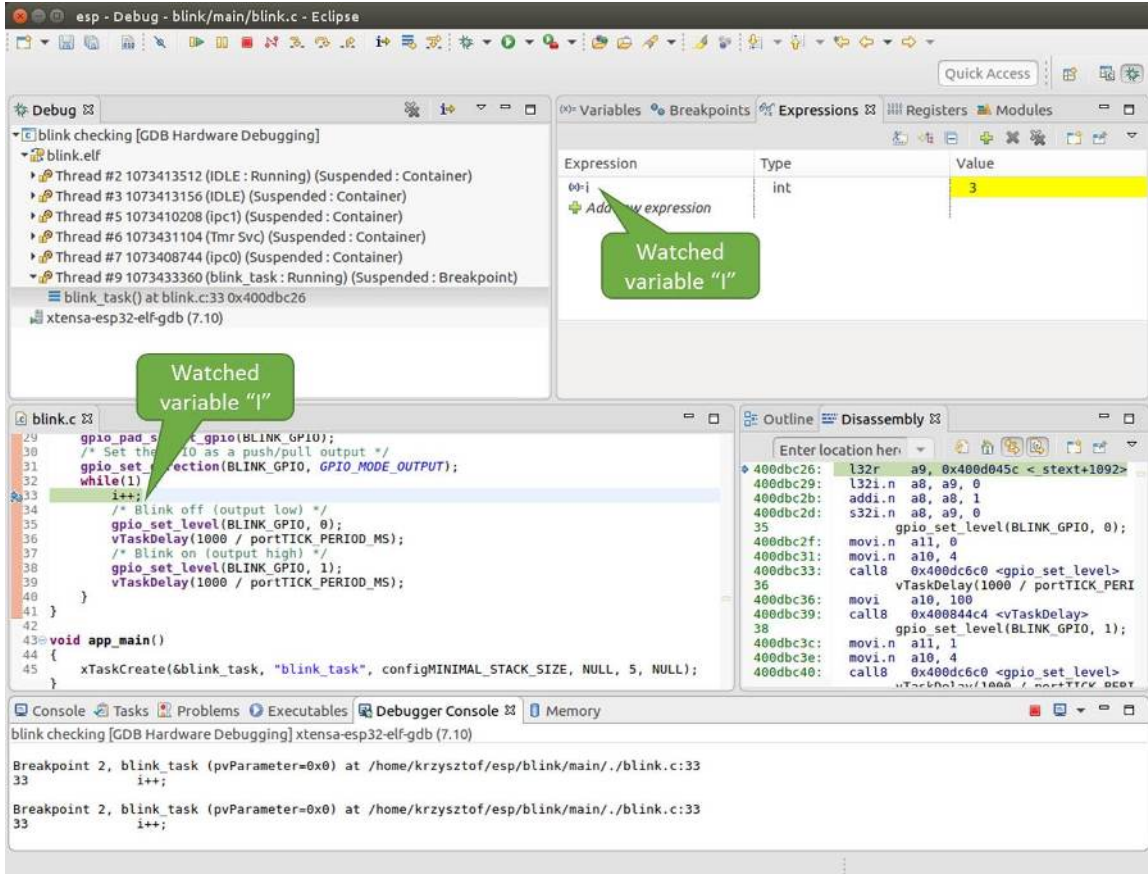 esp - Debug - blink/main/blink.c - Eclipse
Quick Access
Debug
blink checking [GDB Hardware Debugging]
blink.elf
Thread #2 1073413512 (IDLE : Running) (Suspended : Container)
Thread #3 1073413156 (IDLE) (Suspended : Container)
Thread #5 1073410208 (ipc1) (Suspended : Container)
Thread #6 1073431104 (Tmr Svc) (Suspended : Container)
Thread #7 1073408744 (ipc0) (Suspended : Container)
Thread #9 1073433360 (blink_task : Running) (Suspended : Breakpoint)
blink_task() at blink.c:33 0x400dbc26
xtensa-esp32-elf-gdb (7.10)
Watched
variable “I”
(x)= Variables Breakpoints Expressions Registers Modules
Expression Type Value
(x)= i int 3
Add expression
Watched
variable “I”
blink.c
29 gpio_pad_s t_gpio(BLINK_GPIO);
30 /* Set the IO as a push/pull output */
31 gpio_set_ irection(BLINK_GPIO, GPIO_MODE_OUTPUT);
32 while(1)
33 i++;
34 /* Blink off (output low) */
35 gpio_set_level(BLINK_GPIO, 0);
36 vTaskDelay(1000 / portTICK_PERIOD_MS);
37 /* Blink on (output high) */
38 gpio_set_level(BLINK_GPIO, 1);
39 vTaskDelay(1000 / portTICK_PERIOD_MS);
40 }
41 }
42
43 void app_main()
44 {
45 xTaskCreate(&blink_task, "blink_task", configMINIMAL_STACK_SIZE, NULL, 5, NULL);
}
Outline Disassembly
Enter location her
400dbc26: l32r a9, 0x400d045c <_stext+1092>
400dbc29: l32i.n a8, a9, 0
400dbc2b: addi.n a8, a8, 1
400dbc2d: s32i.n a8, a9, 0
35 gpio_set_level(BLINK_GPIO, 0);
400dbc2f: movi.n a11, 0
400dbc31: movi.n a10, 4
400dbc33: call8 0x400dc6c0 <gpio_set_level>
36 vTaskDelay(1000 / portTICK_PERI
400dbc36: movi a10, 100
400dbc39: call8 0x400844c4 <vTaskDelay>
38 gpio_set_level(BLINK_GPIO, 1);
400dbc3c: movi.n a11, 1
400dbc3e: movi.n a10, 4
400dbc40: call8 0x400dc6c0 <gpio_set_level>
vTaskDelay(1000 / portTICK_PERI
Console Tasks Problems Executables Debugger Console Memory
blink checking [GDB Hardware Debugging] xtensa-esp32-elf-gdb (7.10)
Breakpoint 2, blink_task (pvParameter=0x0) at /home/krzysztof/esp/blink/main/./blink.c:33
33 i++;
Breakpoint 2, blink_task (pvParameter=0x0) at /home/krzysztof/esp/blink/main/./blink.c:33
33 i++;